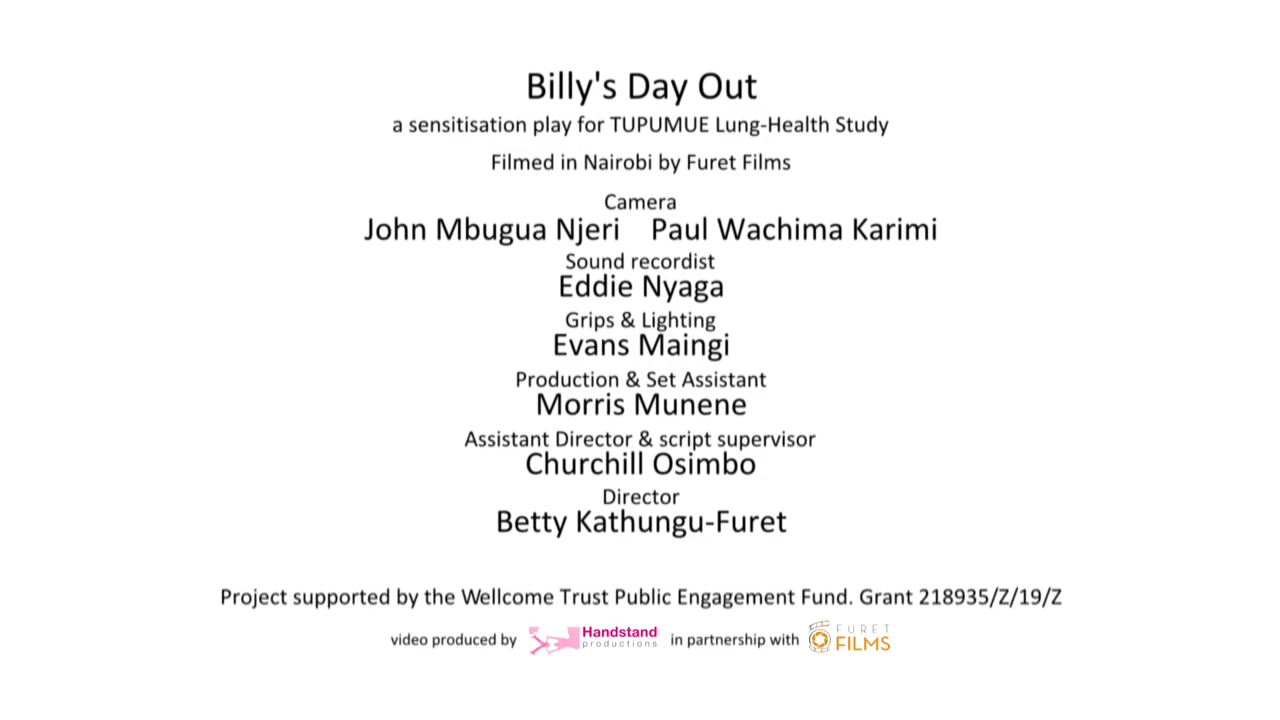 Billy's Day Out
a sensitisation play for TUPUMUE Lung-Health Study
Filmed in Nairobi by Furet Films
Camera
John Mbugua Njeri Paul Wachima Karimi
Sound recordist
Eddie Nyaga
Grips & Lighting
Evans Maingi
Production & Set Assistant
Morris Munene
Assistant Director & script supervisor
Churchill Osimbo
Director
Betty Kathungu-Furet
Project supported by the Wellcome Trust Public Engagement Fund. Grant 218935/Z/19/Z
video produced by Handstand productions in partnership with FURET FILMS